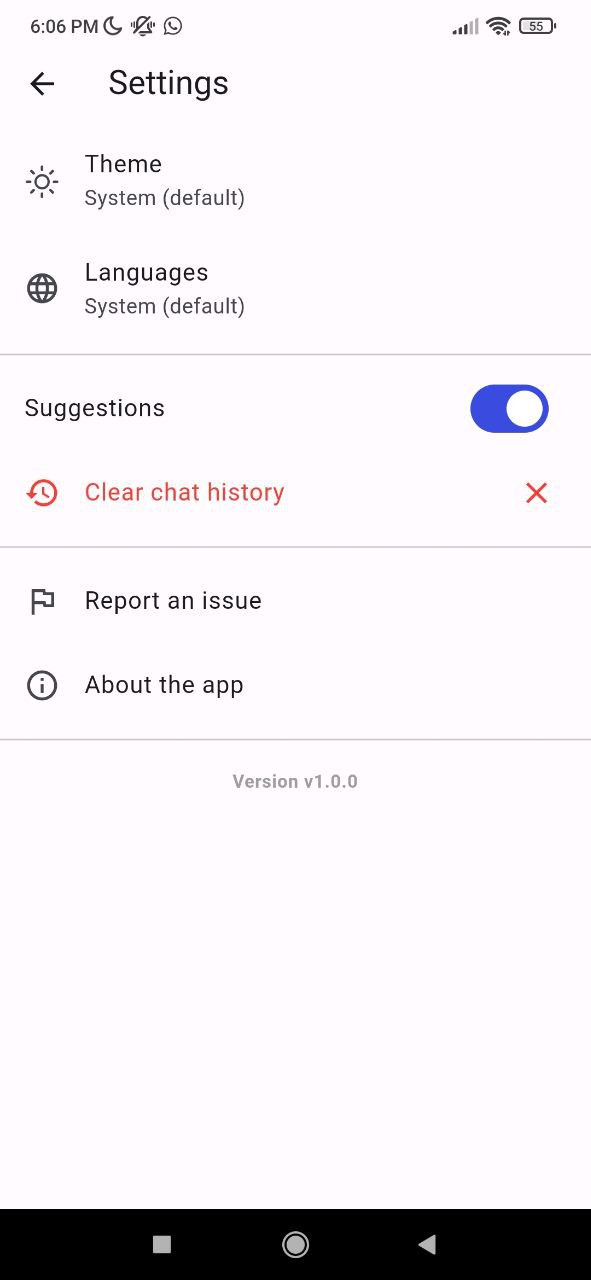 6:06 PM
55
Settings
Theme
System (default)
Languages
System (default)
Suggestions
Clear chat history
Report an issue
About the app
Version v1.0.0